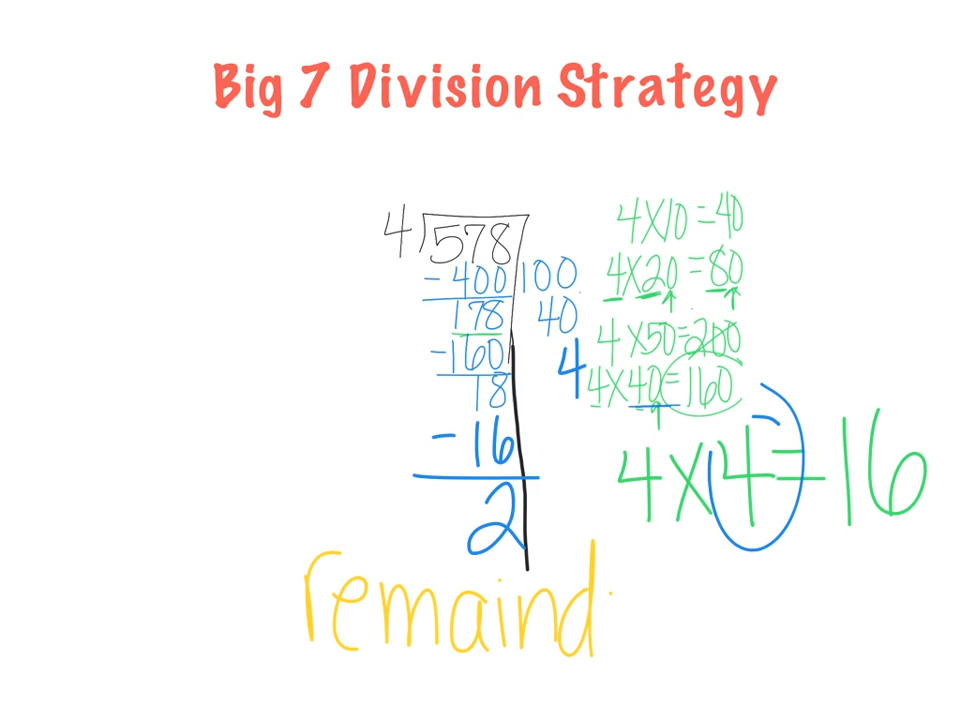 Big 7 Division Strategy
4 578
-400 100
178 40
-160 4
18
-16
2
4x10=40
4x20=80
4x50=200
4x40=160
4x4=16
remaind